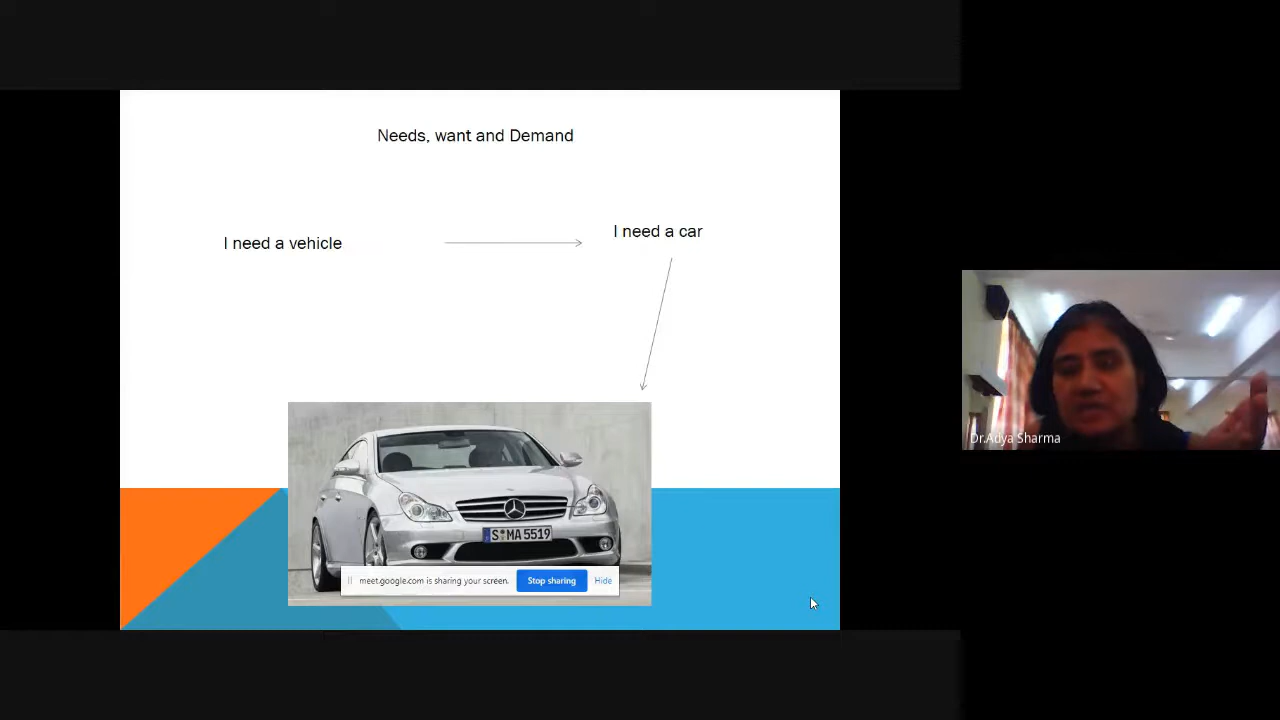 Needs, want and Demand
I need a vehicle
I need a car
S MA 5519
meet.google.com is sharing your screen.
Stop sharing
Hide
Dr.Adya Sharma